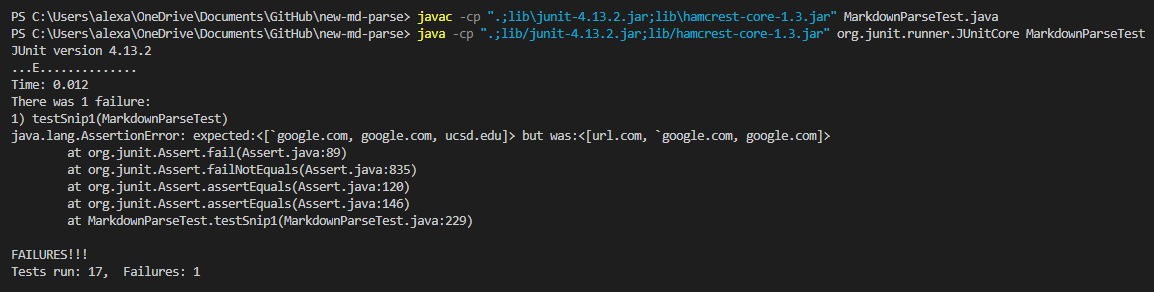 PS C:\Users\alexa\OneDrive\Documents\GitHub\new-md-parse> javac -cp ".;lib\junit-4.13.2.jar;lib\hamcrest-core-1.3.jar" MarkdownParseTest.java
PS C:\Users\alexa\OneDrive\Documents\GitHub\new-md-parse> java -cp ".;lib/junit-4.13.2.jar;lib/hamcrest-core-1.3.jar" org.junit.runner.JUnitCore MarkdownParseTest
JUnit version 4.13.2
...E..............
Time: 0.012
There was 1 failure:
1) testSnip1(MarkdownParseTest)
java.lang.AssertionError: expected:<[`google.com, google.com, ucsd.edu]> but was:<[url.com, `google.com, google.com]>
        at org.junit.Assert.fail(Assert.java:89)
        at org.junit.Assert.failNotEquals(Assert.java:835)
        at org.junit.Assert.assertEquals(Assert.java:120)
        at org.junit.Assert.assertEquals(Assert.java:146)
        at MarkdownParseTest.testSnip1(MarkdownParseTest.java:229)

FAILURES!!!
Tests run: 17,  Failures: 1